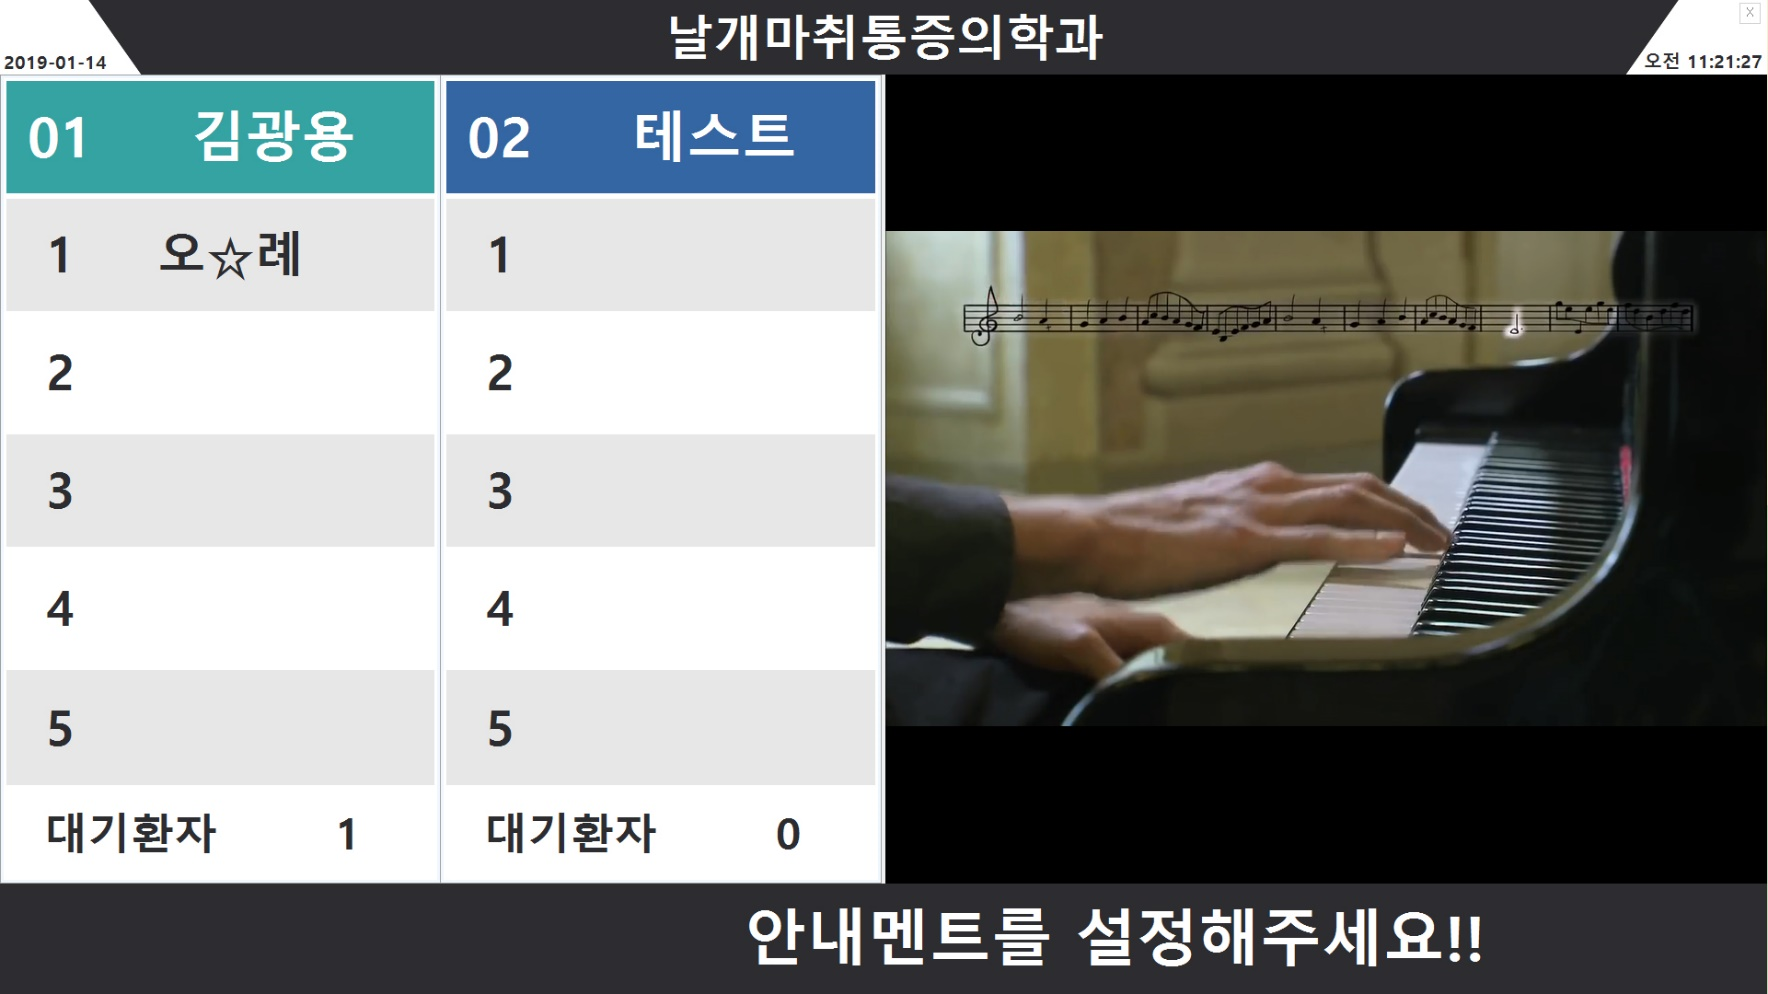 날개마취통증의학과
X
2019-01-14
오전 11:21:27
01 김광용
1 오☆례
2
3
4
5
대기환자 1
02 테스트
1
2
3
4
5
대기환자 0
안내멘트를 설정해주세요!!